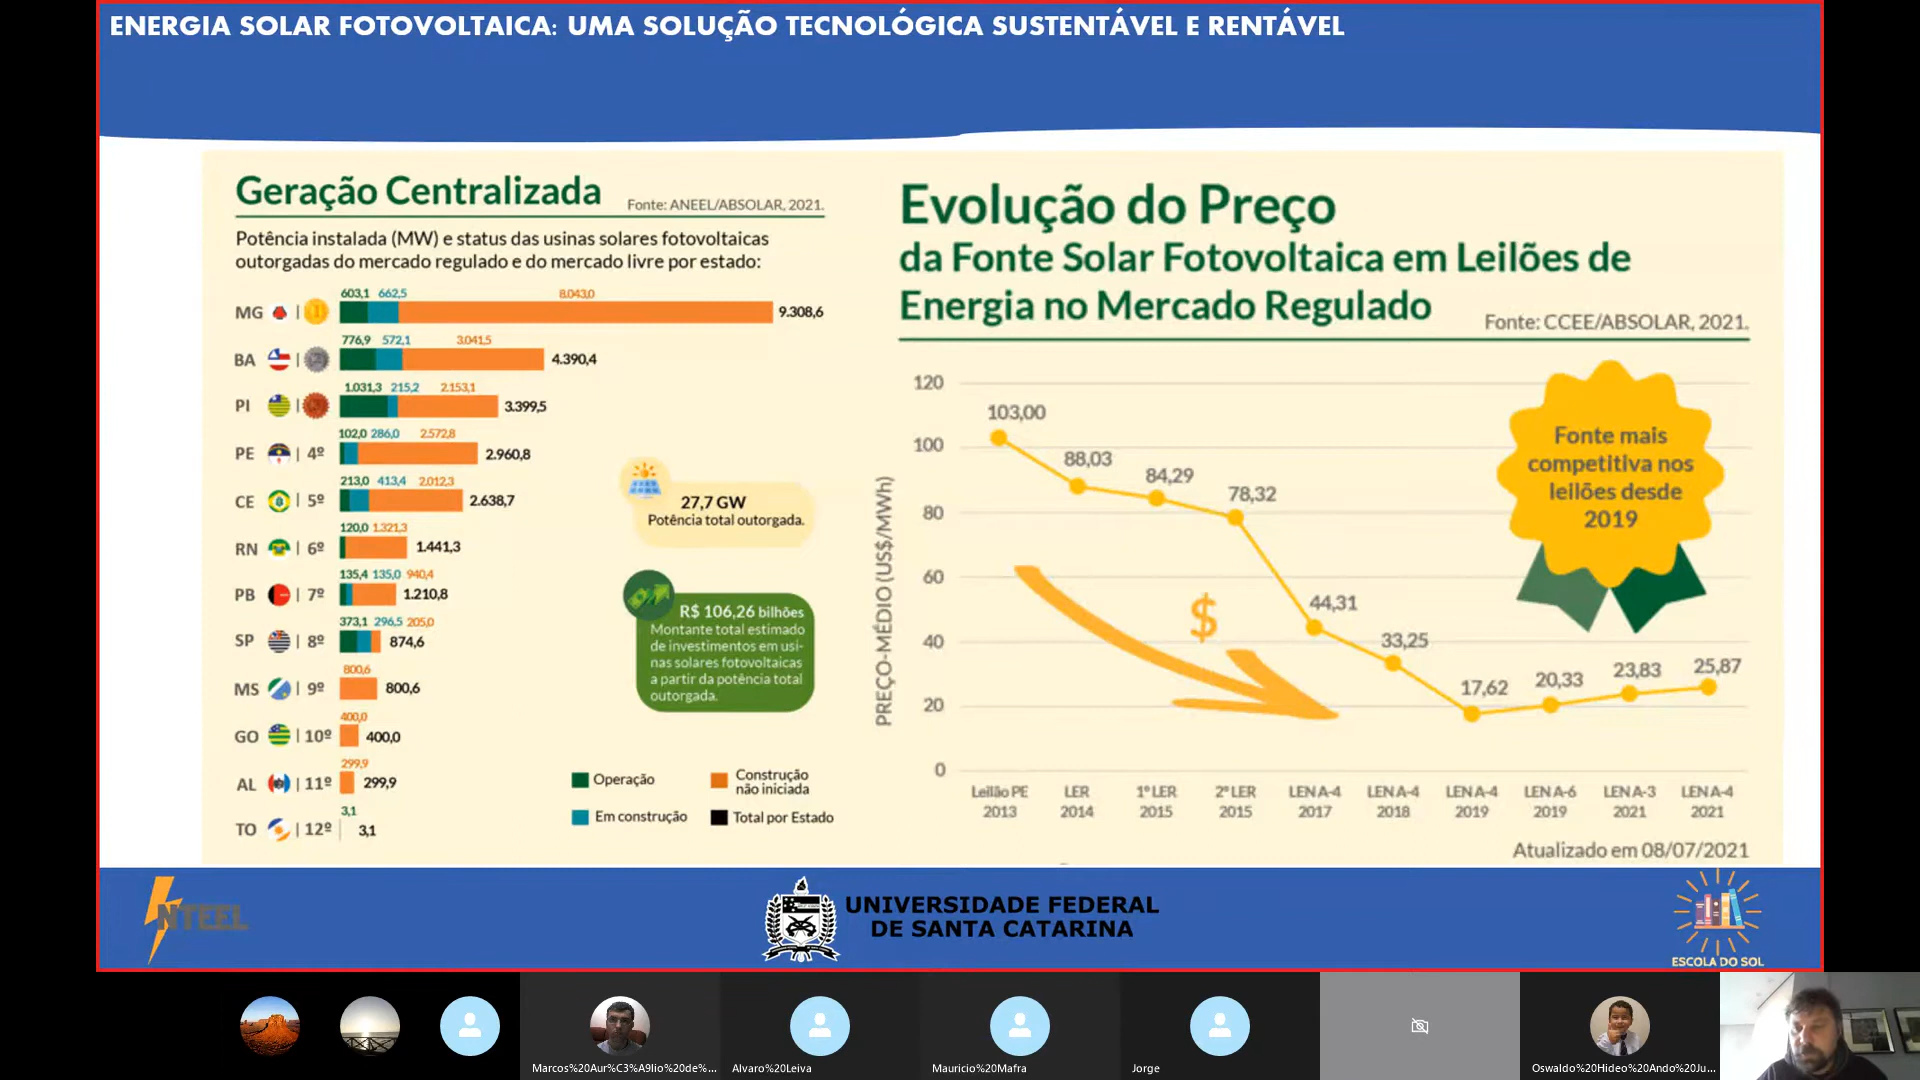 ENERGIA SOLAR FOTOVOLTAICA: UMA SOLUÇÃO TECNOLÓGICA SUSTENTÁVEL E RENTÁVEL
Geração Centralizada
Fonte: ANEEL/ABSOLAR, 2021.
Potência instalada (MW) e status das usinas solares fotovoltaicas
outorgadas do mercado regulado e do mercado livre por estado:
603,1 662,5 8.043,0
MG | 1 9.308,6
776,9 572,1 3.041,5
BA | 4.390,4
1.031,3 215,2 2.153,1
PI | 3.399,5
102,0 286,0 2.572,8
PE | 4º 2.960,8
213,0 413,4 2.012,3
CE | 5º 2.638,7
120,0 1.321,3
RN | 6º 1.441,3
135,4 135,0 940,4
PB | 7º 1.210,8
373,1 296,5 205,0
SP | 8º 874,6
800,6
MS | 9º 800,6
400,0
GO | 10º 400,0
299,9
AL | 11º 299,9
3,1
TO | 12º 3,1
27,7 GW
Potência total outorgada.
R$ 106,26 bilhões
Montante total estimado
de investimentos em usi-
nas solares fotovoltaicas
a partir da potência total
outorgada.
Operação
Construção
não iniciada
Em construção
Total por Estado
Evolução do Preço
da Fonte Solar Fotovoltaica em Leilões de
Energia no Mercado Regulado
Fonte: CCEE/ABSOLAR, 2021.
PREÇO-MÉDIO (US$/MWh)
120
100
80
60
40
20
0
103,00
88,03
84,29
78,32
44,31
33,25
17,62
20,33
23,83
25,87
$
Fonte mais
competitiva nos
leilões desde
2019
Leilão PE
2013
LER
2014
1º LER
2015
2º LER
2015
LEN A-4
2017
LEN A-4
2018
LEN A-4
2019
LEN A-6
2019
LEN A-3
2021
LEN A-4
2021
Atualizado em 08/07/2021
NTEEL
UNIVERSIDADE FEDERAL
DE SANTA CATARINA
ESCOLA DO SOL
Marcos%20Aur%C3%A9lio%20de%...
Alvaro%20Leiva
Mauricio%20Mafra
Jorge
Oswaldo%20Hideo%20Ando%20Ju...